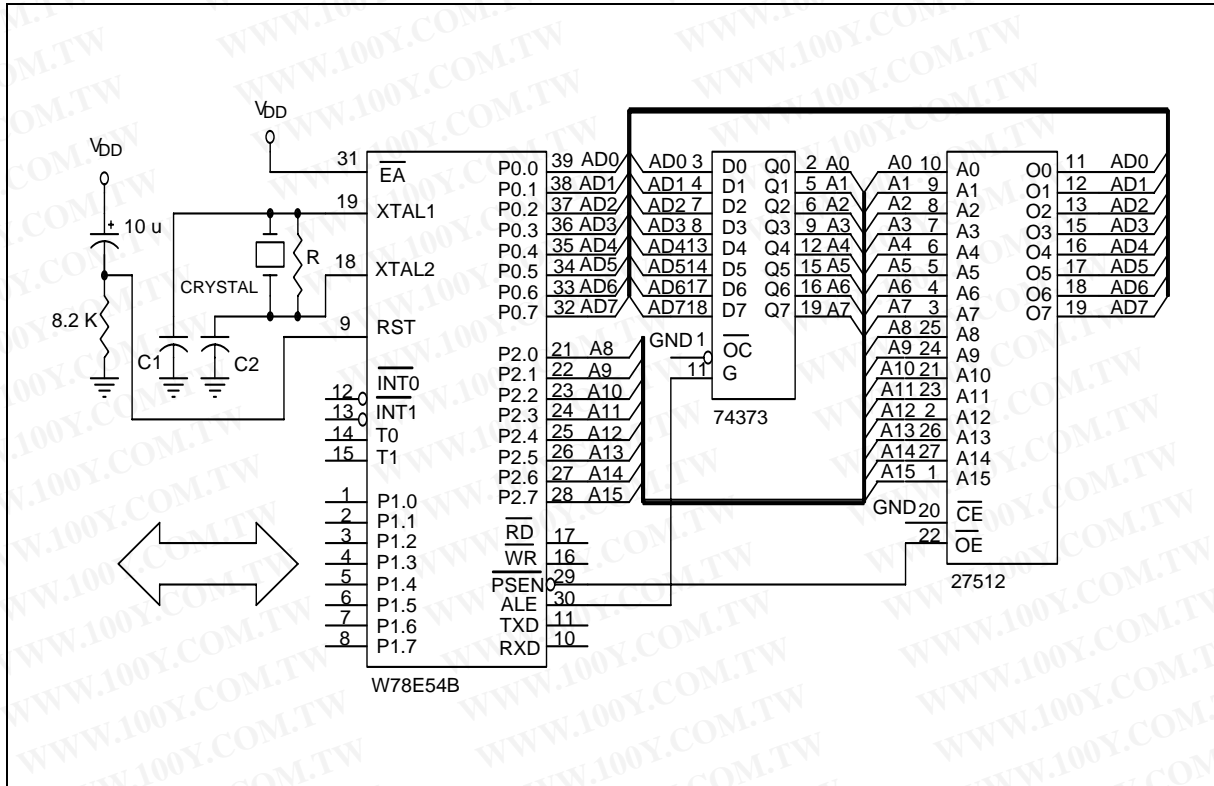 VDD
VDD
10 u
8.2 K
C1
C2
CRYSTAL
R
31 EA
19 XTAL1
18 XTAL2
9 RST
12 INT0
13 INT1
14 T0
15 T1
1 P1.0
2 P1.1
3 P1.2
4 P1.3
5 P1.4
6 P1.5
7 P1.6
8 P1.7
P0.0 39 AD0
P0.1 38 AD1
P0.2 37 AD2
P0.3 36 AD3
P0.4 35 AD4
P0.5 34 AD5
P0.6 33 AD6
P0.7 32 AD7
P2.0 21 A8
P2.1 22 A9
P2.2 23 A10
P2.3 24 A11
P2.4 25 A12
P2.5 26 A13
P2.6 27 A14
P2.7 28 A15
RD 17
WR 16
PSEN 29
ALE 30
TXD 11
RXD 10
W78E54B
AD0 3 D0 Q0 2 A0
AD1 4 D1 Q1 5 A1
AD2 7 D2 Q2 6 A2
AD3 8 D3 Q3 9 A3
AD4 13 D4 Q4 12 A4
AD5 14 D5 Q5 15 A5
AD6 17 D6 Q6 16 A6
AD7 18 D7 Q7 19 A7
GND 1 OC
11 G
74373
A0 10 A0 O0 11 AD0
A1 9 A1 O1 12 AD1
A2 8 A2 O2 13 AD2
A3 7 A3 O3 15 AD3
A4 6 A4 O4 16 AD4
A5 5 A5 O5 17 AD5
A6 4 A6 O6 18 AD6
A7 3 A7 O7 19 AD7
A8 25 A8
A9 24 A9
A10 21 A10
A11 23 A11
A12 2 A12
A13 26 A13
A14 27 A14
A15 1 A15
GND 20 CE
22 OE
27512
WWW.100Y.COM.TW